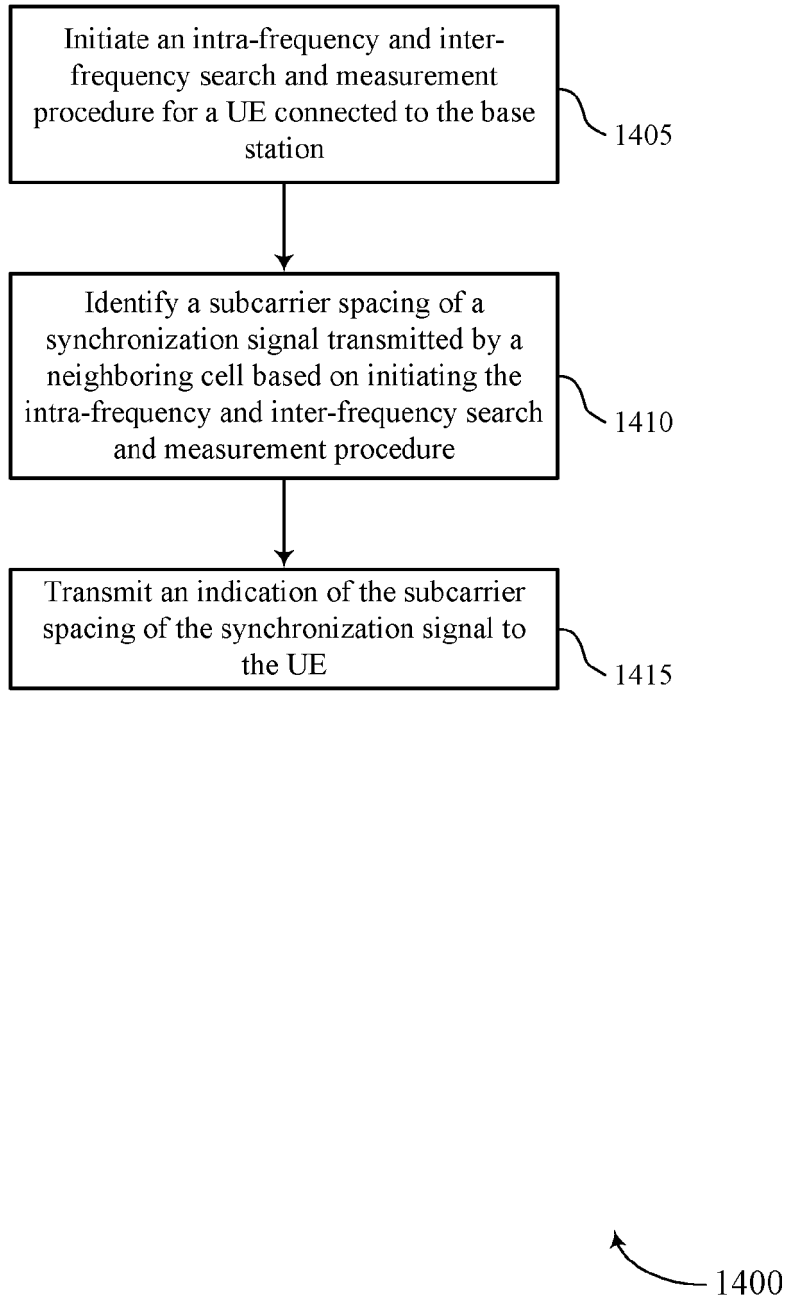 Initiate an intra-frequency and inter-
frequency search and measurement
procedure for a UE connected to the base
station
1405
Identify a subcarrier spacing of a
synchronization signal transmitted by a
neighboring cell based on initiating the
intra-frequency and inter-frequency search
and measurement procedure
1410
Transmit an indication of the subcarrier
spacing of the synchronization signal to
the UE
1415
1400